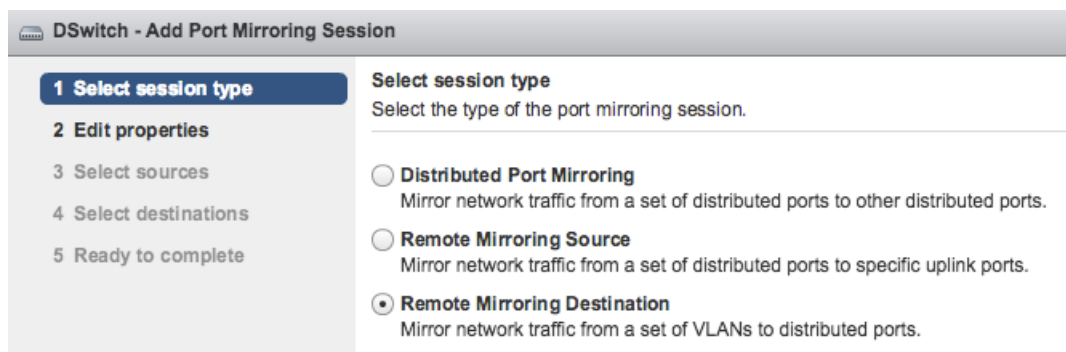 DSwitch - Add Port Mirroring Session
1 Select session type
2 Edit properties
3 Select sources
4 Select destinations
5 Ready to complete
Select session type
Select the type of the port mirroring session.
Distributed Port Mirroring
Mirror network traffic from a set of distributed ports to other distributed ports.
Remote Mirroring Source
Mirror network traffic from a set of distributed ports to specific uplink ports.
Remote Mirroring Destination
Mirror network traffic from a set of VLANs to distributed ports.